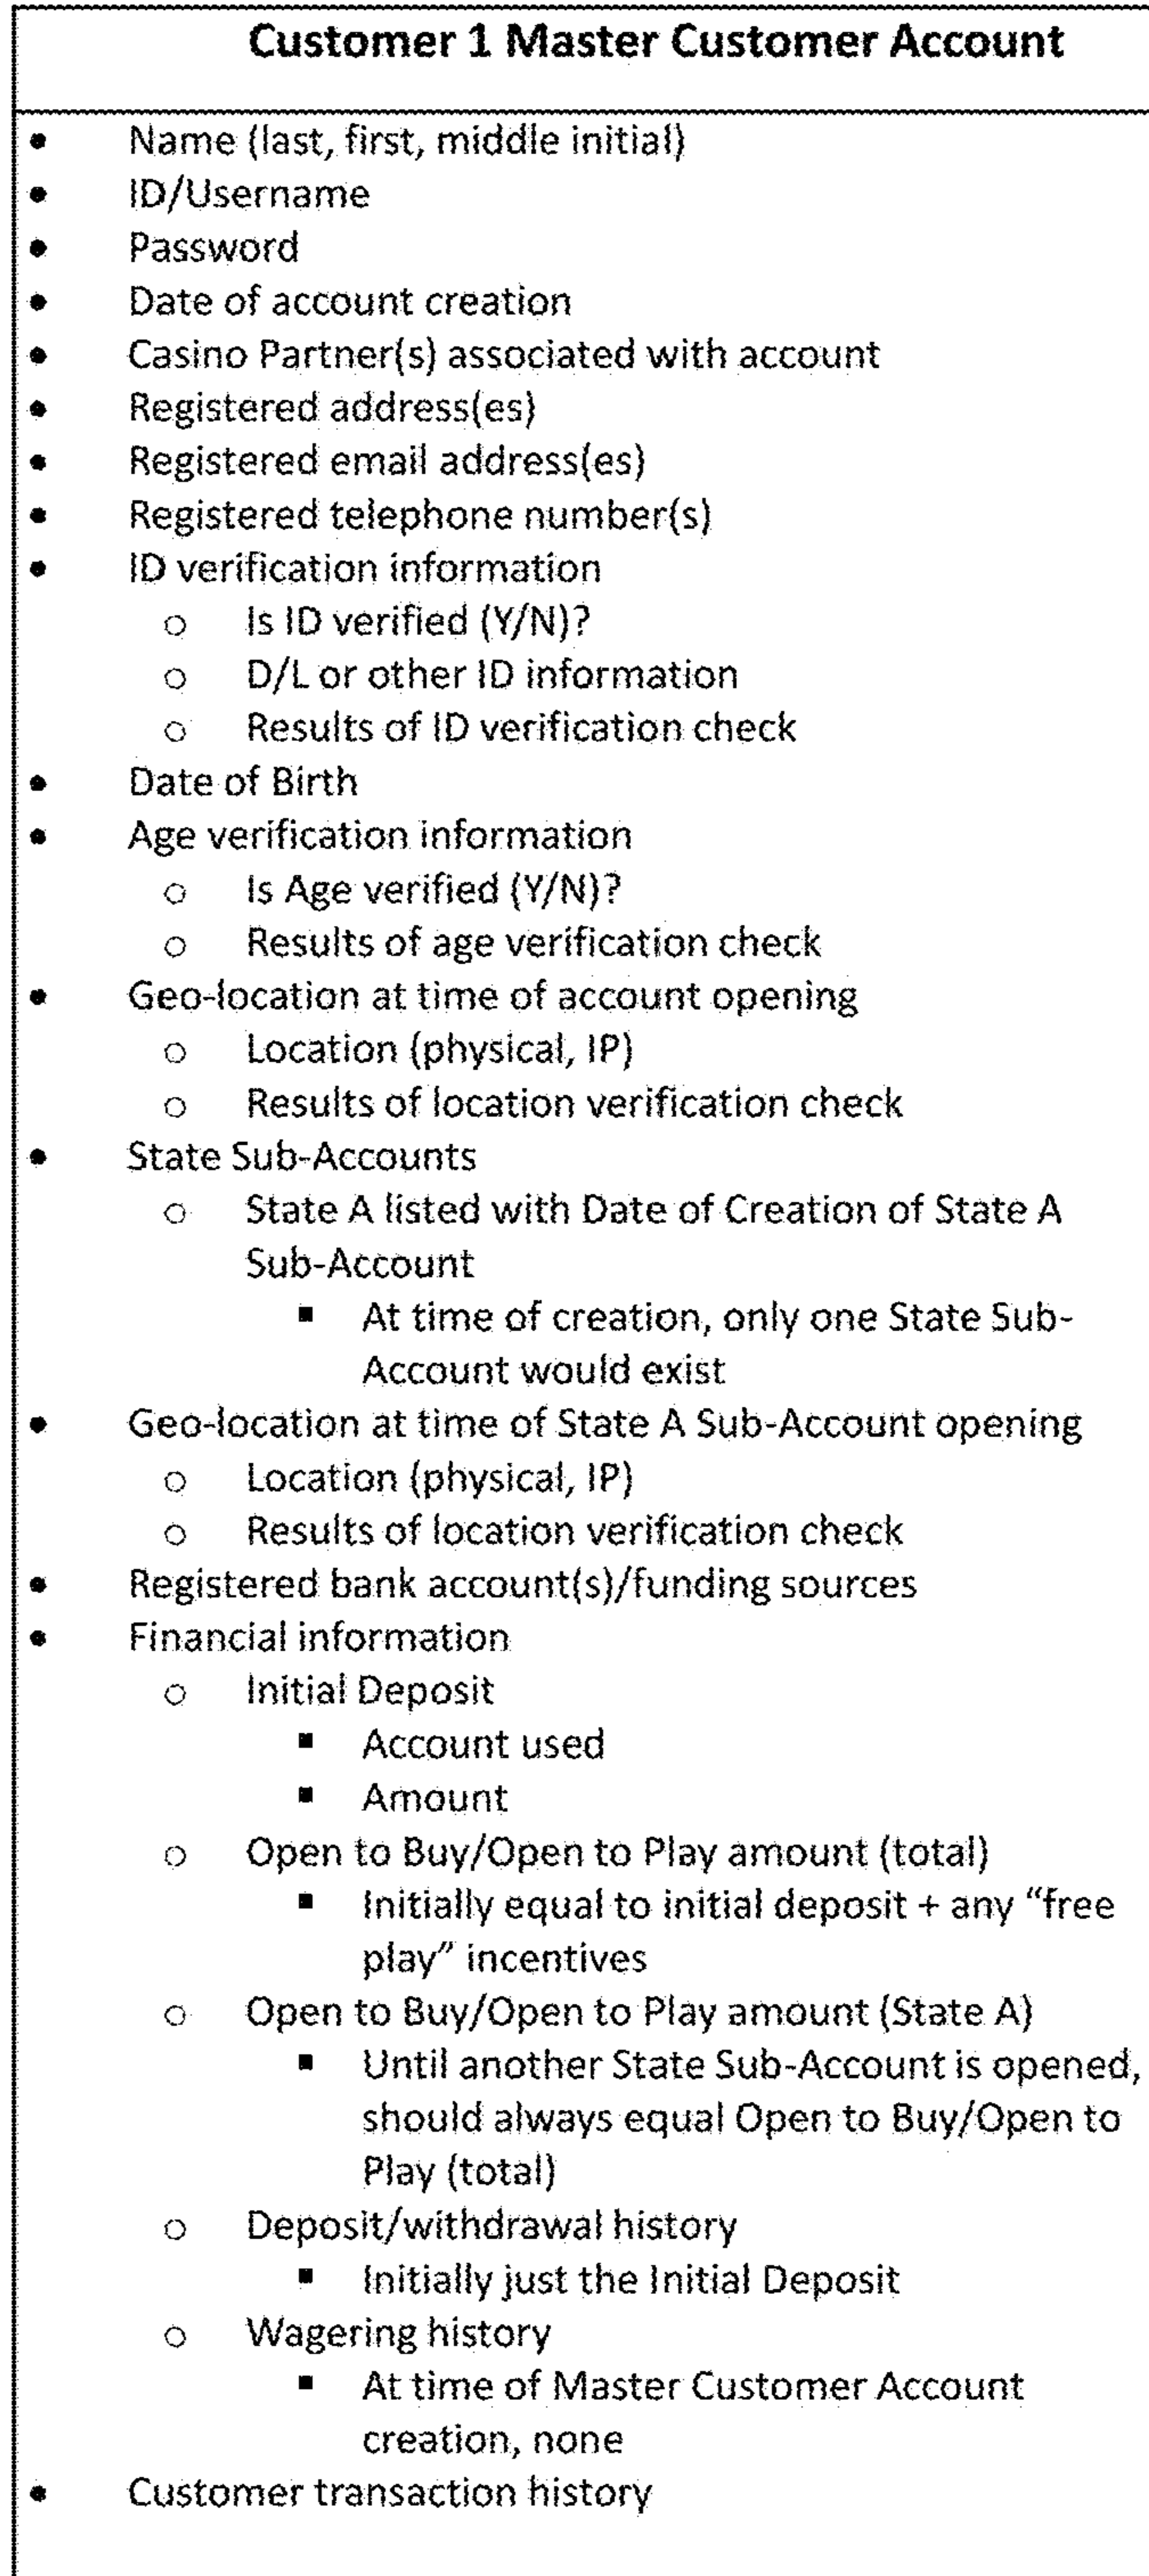 Customer 1 Master Customer Account
• Name (last, first, middle initial)
• ID/Username
• Password
• Date of account creation
• Casino Partner(s) associated with account
• Registered address(es)
• Registered email address(es)
• Registered telephone number(s)
• ID verification information
○ Is ID verified (Y/N)?
○ D/L or other ID information
○ Results of ID verification check
• Date of Birth
• Age verification information
○ Is Age verified (Y/N)?
○ Results of age verification check
• Geo-location at time of account opening
○ Location (physical, IP)
○ Results of location verification check
• State Sub-Accounts
○ State A listed with Date of Creation of State A
Sub-Account
▪ At time of creation, only one State Sub-
Account would exist
• Geo-location at time of State A Sub-Account opening
○ Location (physical, IP)
○ Results of location verification check
• Registered bank account(s)/funding sources
• Financial information
○ Initial Deposit
▪ Account used
▪ Amount
○ Open to Buy/Open to Play amount (total)
▪ Initially equal to initial deposit + any “free
play” incentives
○ Open to Buy/Open to Play amount (State A)
▪ Until another State Sub-Account is opened,
should always equal Open to Buy/Open to
Play (total)
○ Deposit/withdrawal history
▪ Initially just the Initial Deposit
○ Wagering history
▪ At time of Master Customer Account
creation, none
• Customer transaction history